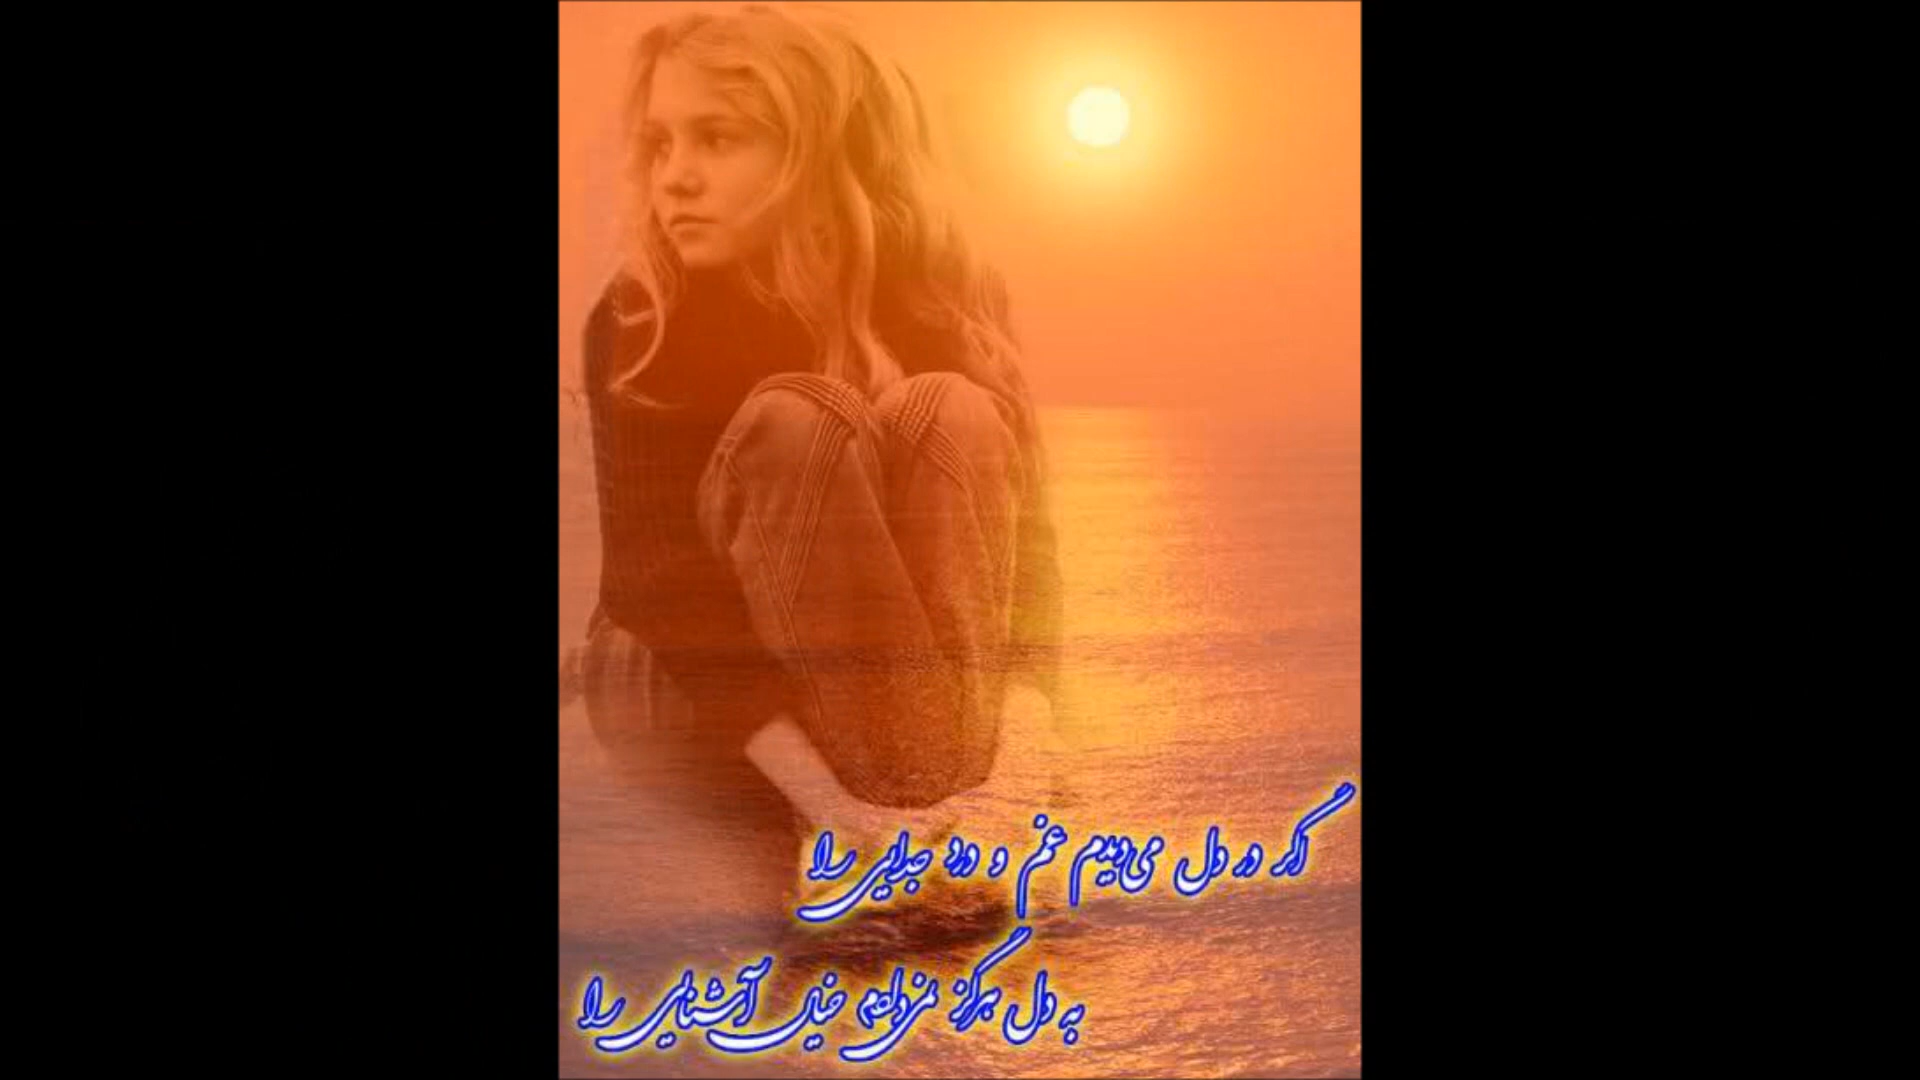 اگر در دل می‌دیدم غم و درد جدایی را
به دل هرگز نمی‌دادم خیال آشنایی را